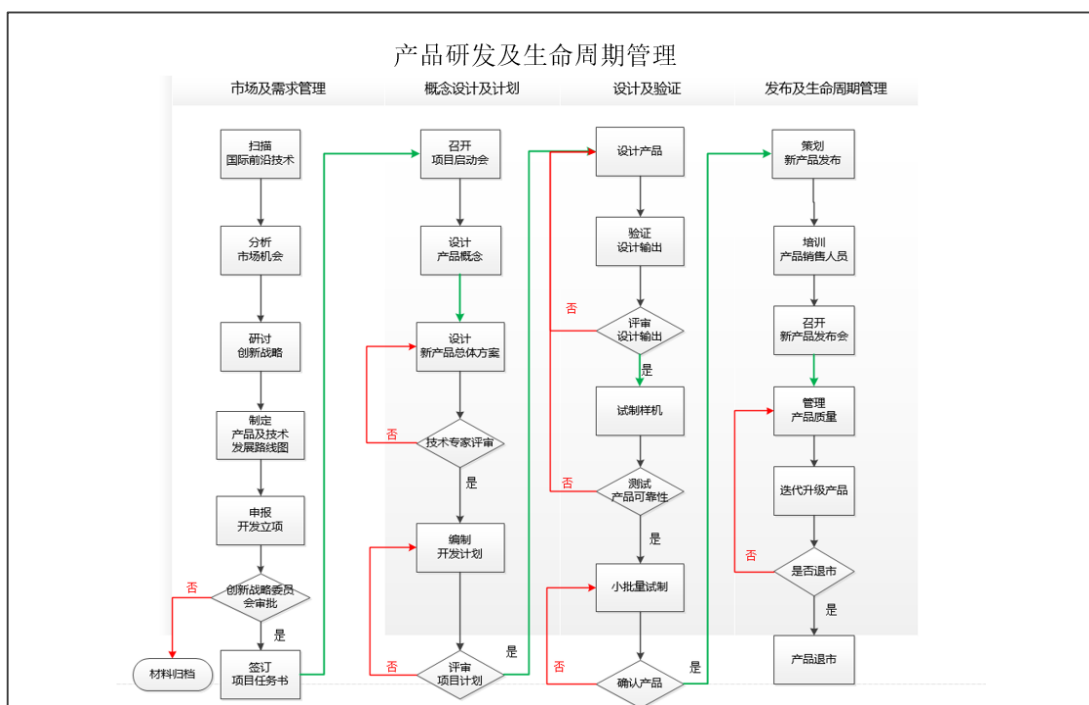 产品研发及生命周期管理
市场及需求管理
概念设计及计划
设计及验证
发布及生命周期管理
扫描
国际前沿技术
分析
市场机会
研讨
创新战略
制定
产品及技术
发展路线图
申报
开发立项
否
创新战略委员
会审批
是
材料归档
签订
项目任务书
召开
项目启动会
设计
产品概念
设计
新产品总体方案
否
技术专家评审
是
编制
开发计划
否
评审
项目计划
是
设计产品
验证
设计输出
否
评审
设计输出
是
试制样机
否
测试
产品可靠性
是
小批量试制
否
确认产品
是
策划
新产品发布
培训
产品销售人员
召开
新产品发布会
管理
产品质量
迭代升级产品
否
是否退市
是
产品退市